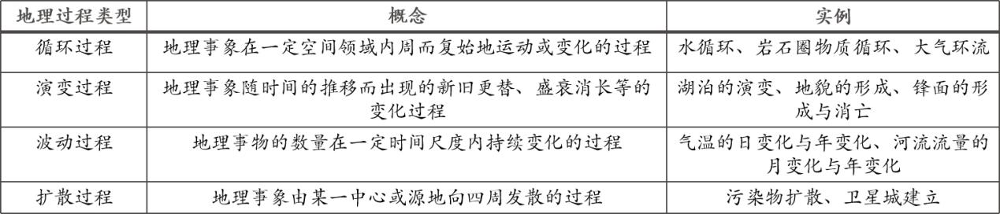 地理过程类型 概念 实例
循环过程 地理事象在一定空间领域内周而复始地运动或变化的过程 水循环、岩石圈物质循环、大气环流
演变过程 地理事象随时间的推移而出现的新旧更替、盛衰消长等的变化过程 湖泊的演变、地貌的形成、锋面的形成与消亡
波动过程 地理事物的数量在一定时间尺度内持续变化的过程 气温的日变化与年变化、河流流量的月变化与年变化
扩散过程 地理事象由某一中心或源地向四周发散的过程 污染物扩散、卫星城建立